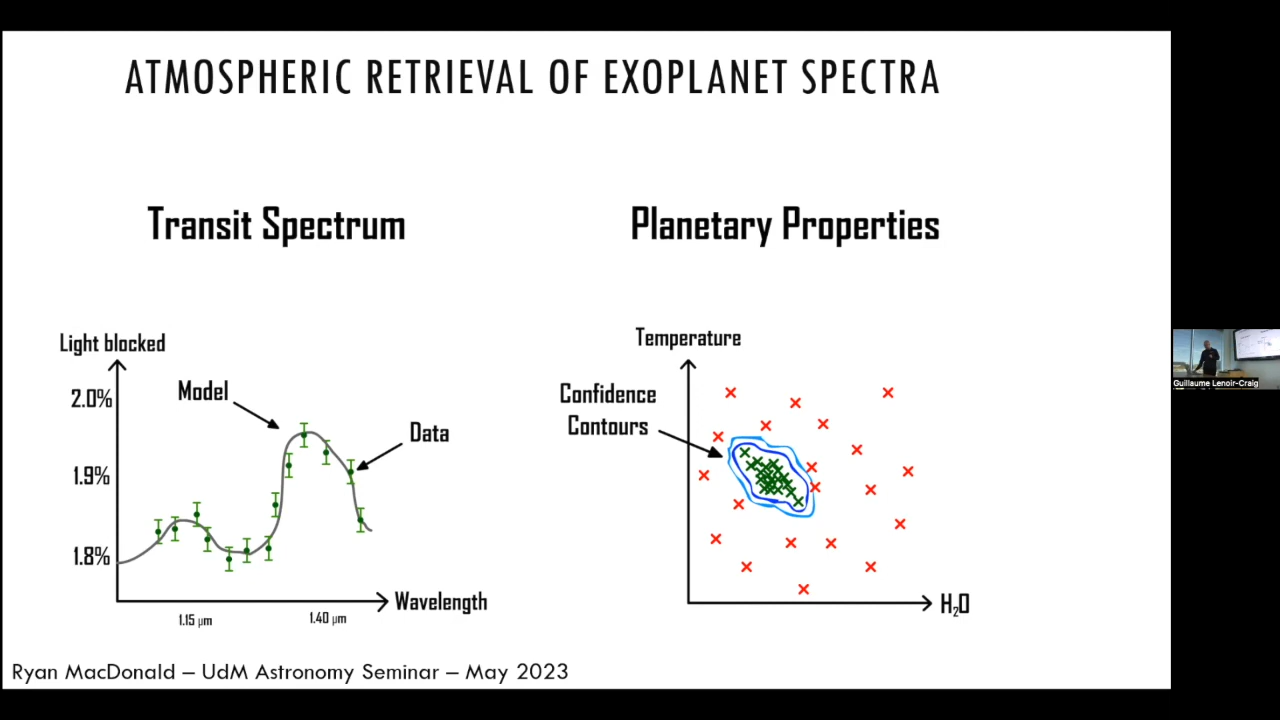 ATMOSPHERIC RETRIEVAL OF EXOPLANET SPECTRA
Transit Spectrum
Planetary Properties
Light blocked
2.0%
1.9%
1.8%
Model
Data
Wavelength
1.15 μm
1.40 μm
Temperature
Confidence
Contours
H₂O
Ryan MacDonald – UdM Astronomy Seminar – May 2023
Guillaume Lenoir-Craig